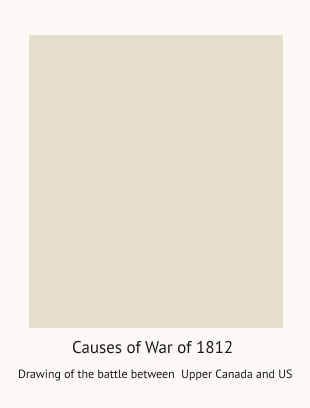 Causes of War of 1812
Drawing of the battle between  Upper Canada and US